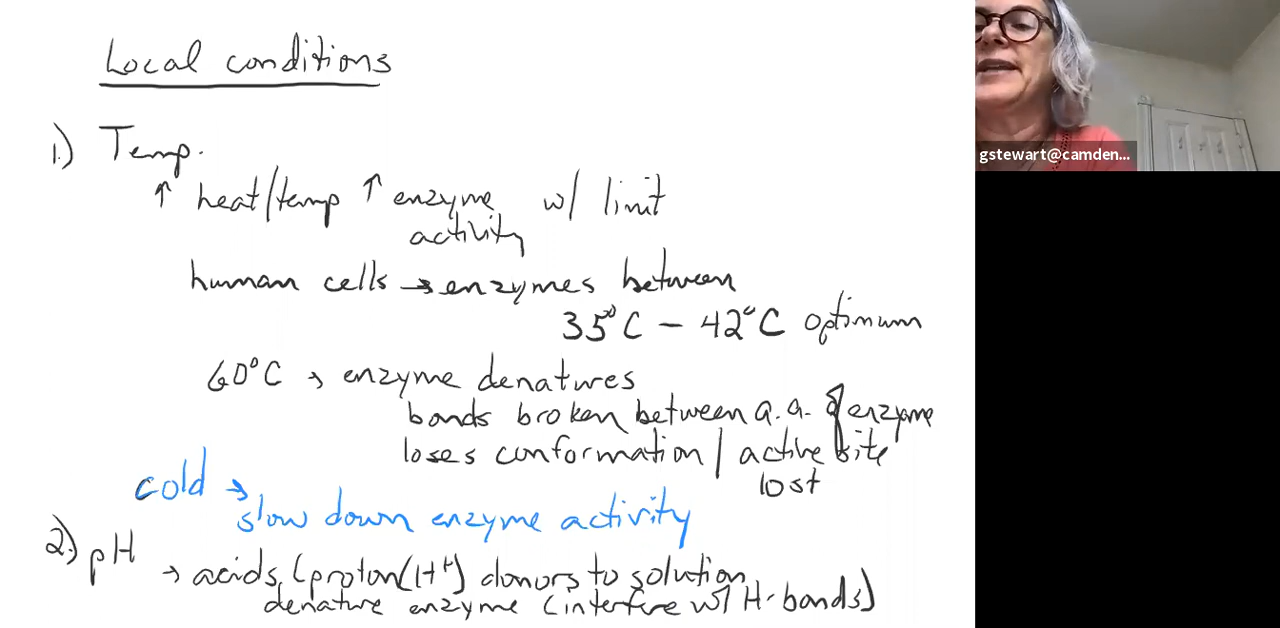 Local conditions
1.) Temp.
↑ heat/temp ↑ enzyme activity w/ limit
human cells → enzymes between
35°C - 42°C optimum
60°C → enzyme denatures
bonds broken between a.a. of enzyme
loses conformation / active site
lost
cold →
slow down enzyme activity
2.) pH
→ acids (proton (H+) donors to solution
denature enzyme (interfire w/ H-bonds)
gstewart@camden...